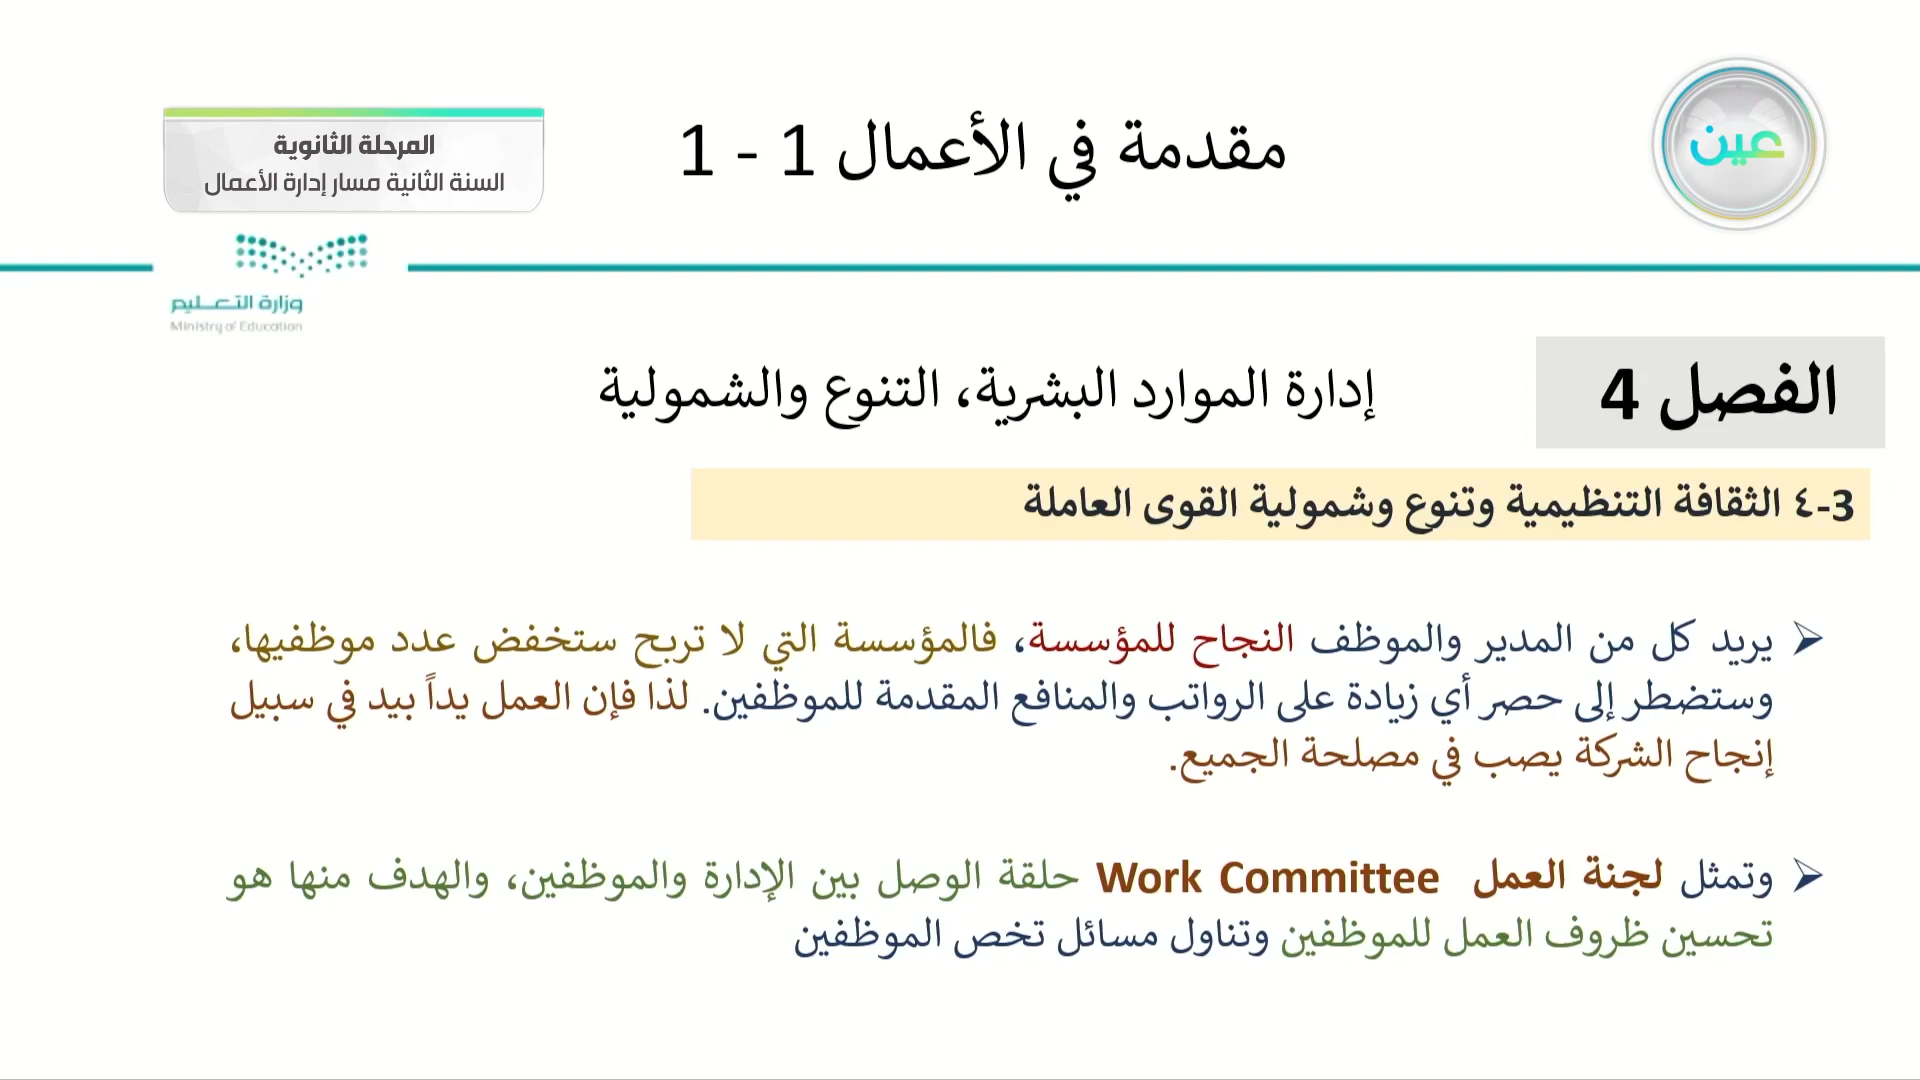 عين
مقدمة في الأعمال 1 - 1
المرحلة الثانوية
السنة الثانية مسار إدارة الأعمال
وزارة التعليم
Ministry of Education
الفصل 4
إدارة الموارد البشرية، التنوع والشمولية
3-٤ الثقافة التنظيمية وتنوع وشمولية القوى العاملة
يريد كل من المدير والموظف النجاح للمؤسسة، فالمؤسسة التي لا تربح ستخفض عدد موظفيها،
وستضطر إلى حصر أي زيادة على الرواتب والمنافع المقدمة للموظفين. لذا فإن العمل يداً بيد في سبيل
إنجاح الشركة يصب في مصلحة الجميع.
وتمثل لجنة العمل Work Committee حلقة الوصل بين الإدارة والموظفين، والهدف منها هو
تحسين ظروف العمل للموظفين وتناول مسائل تخص الموظفين